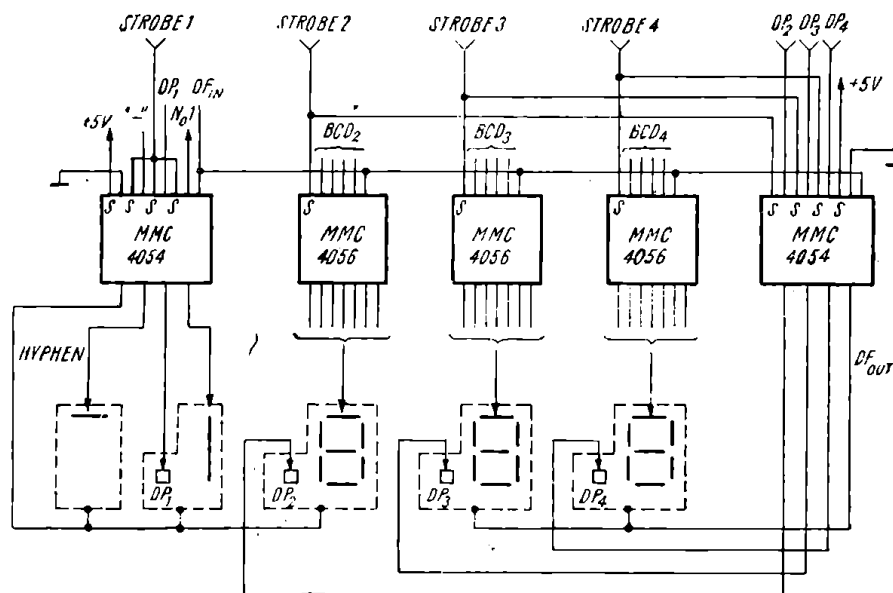 STROBE 1 STROBE 2 STROBE 3 STROBE 4 DP2 DP3 DP4
+5V "–" DP1 No1 DFIN +5V
BCD2 BCD3 BCD4
S S S S S S S S S S S
MMC 4054
MMC 4056
MMC 4056
MMC 4056
MMC 4054
HYPHEN
DFOUT
DP1
DP2
DP3
DP4